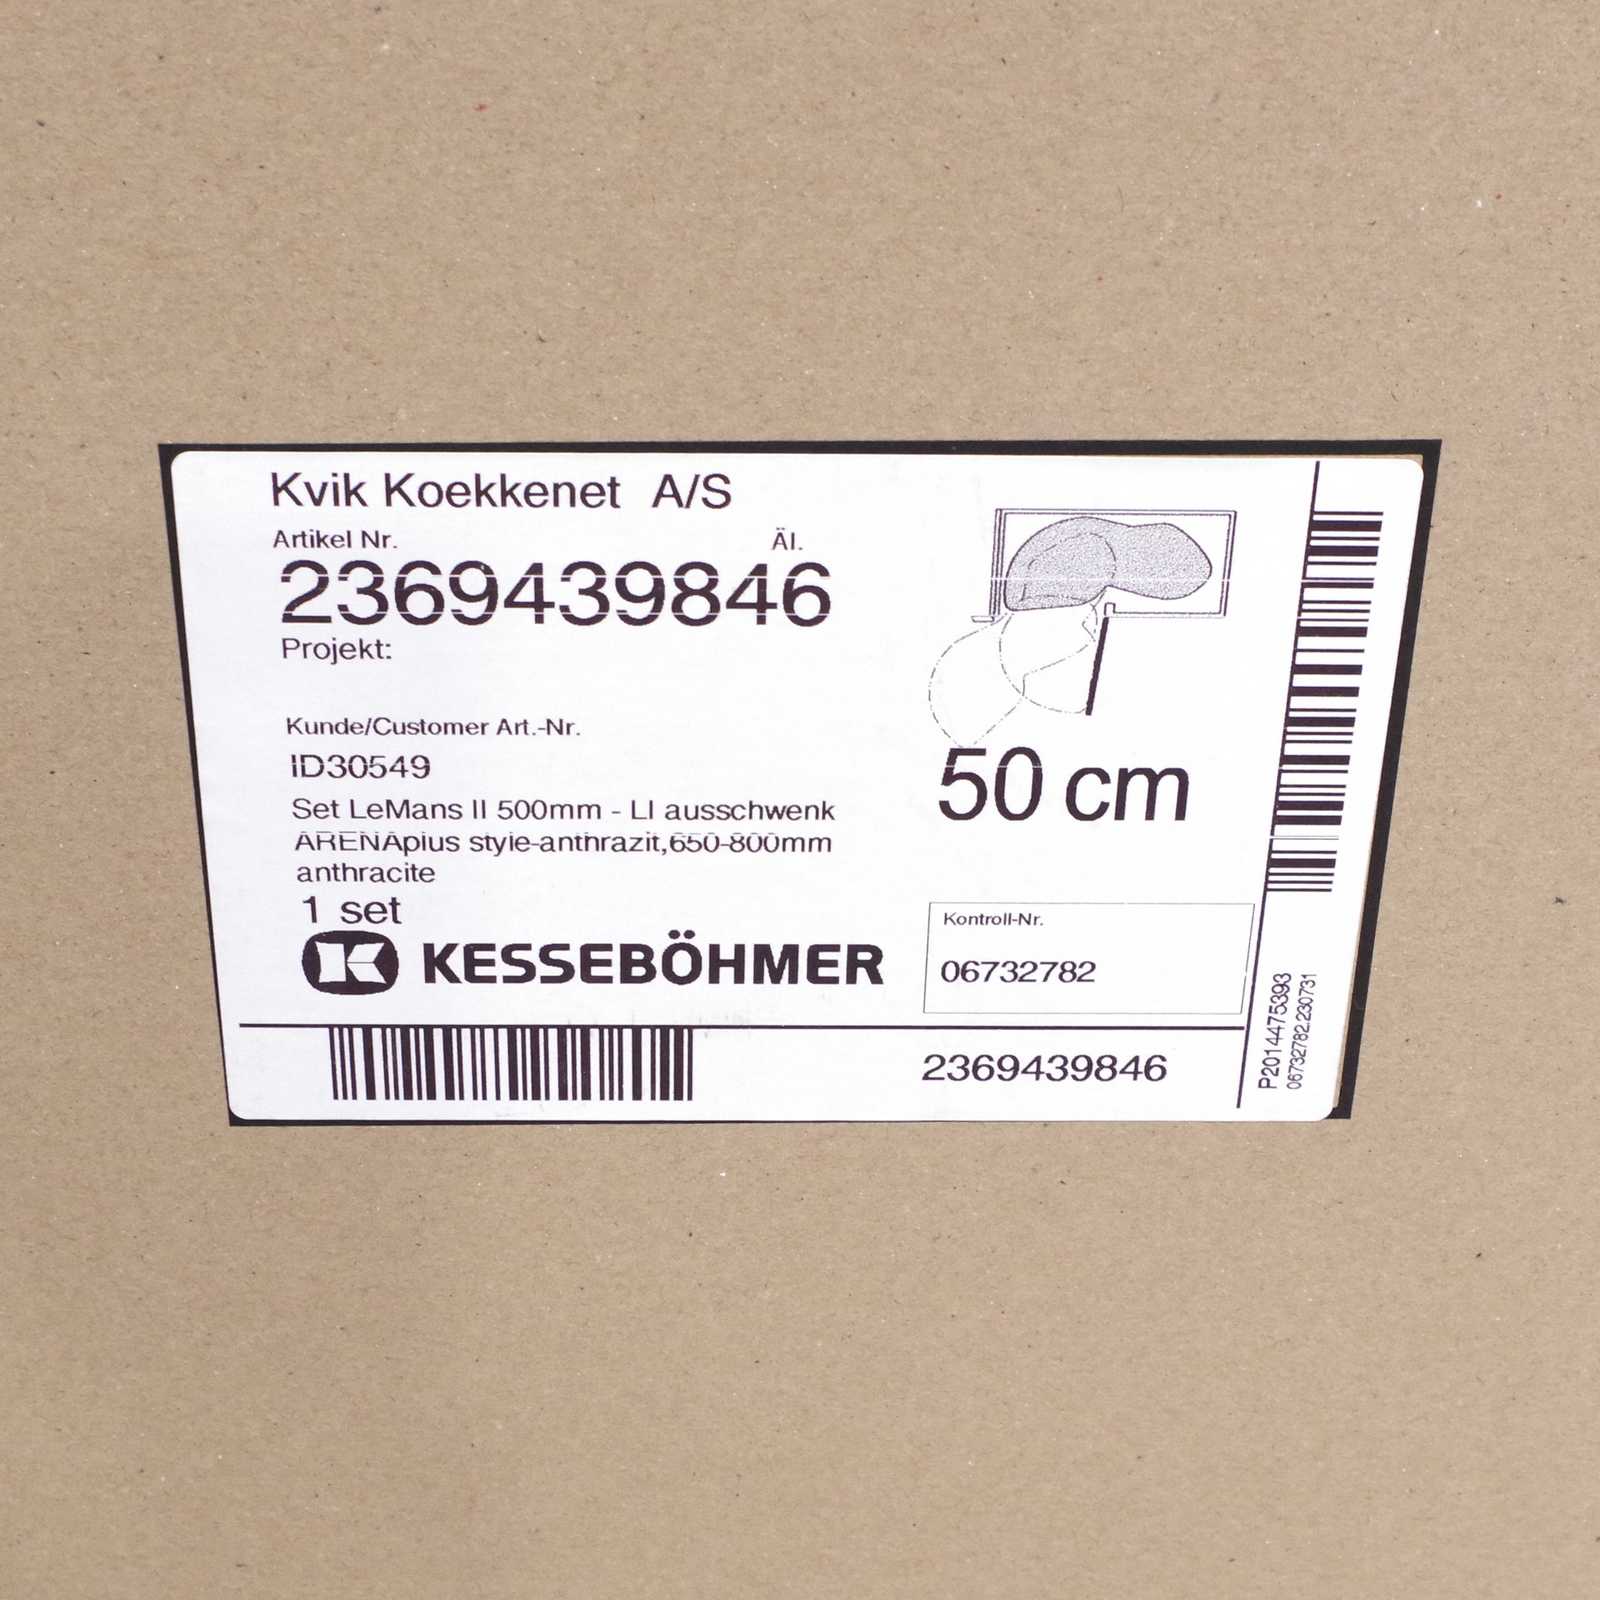 Kvik Koekkenet A/S
Artikel Nr. Äl.
2369439846
Projekt:
Kunde/Customer Art.-Nr.
ID30549
Set LeMans II 500mm - LI ausschwenk
ARENAplus style-anthrazit,650-800mm
anthracite
1 set
K KESSEBÖHMER
50 cm
Kontroll-Nr.
06732782
2369439846
P2014475393
06732782.230731